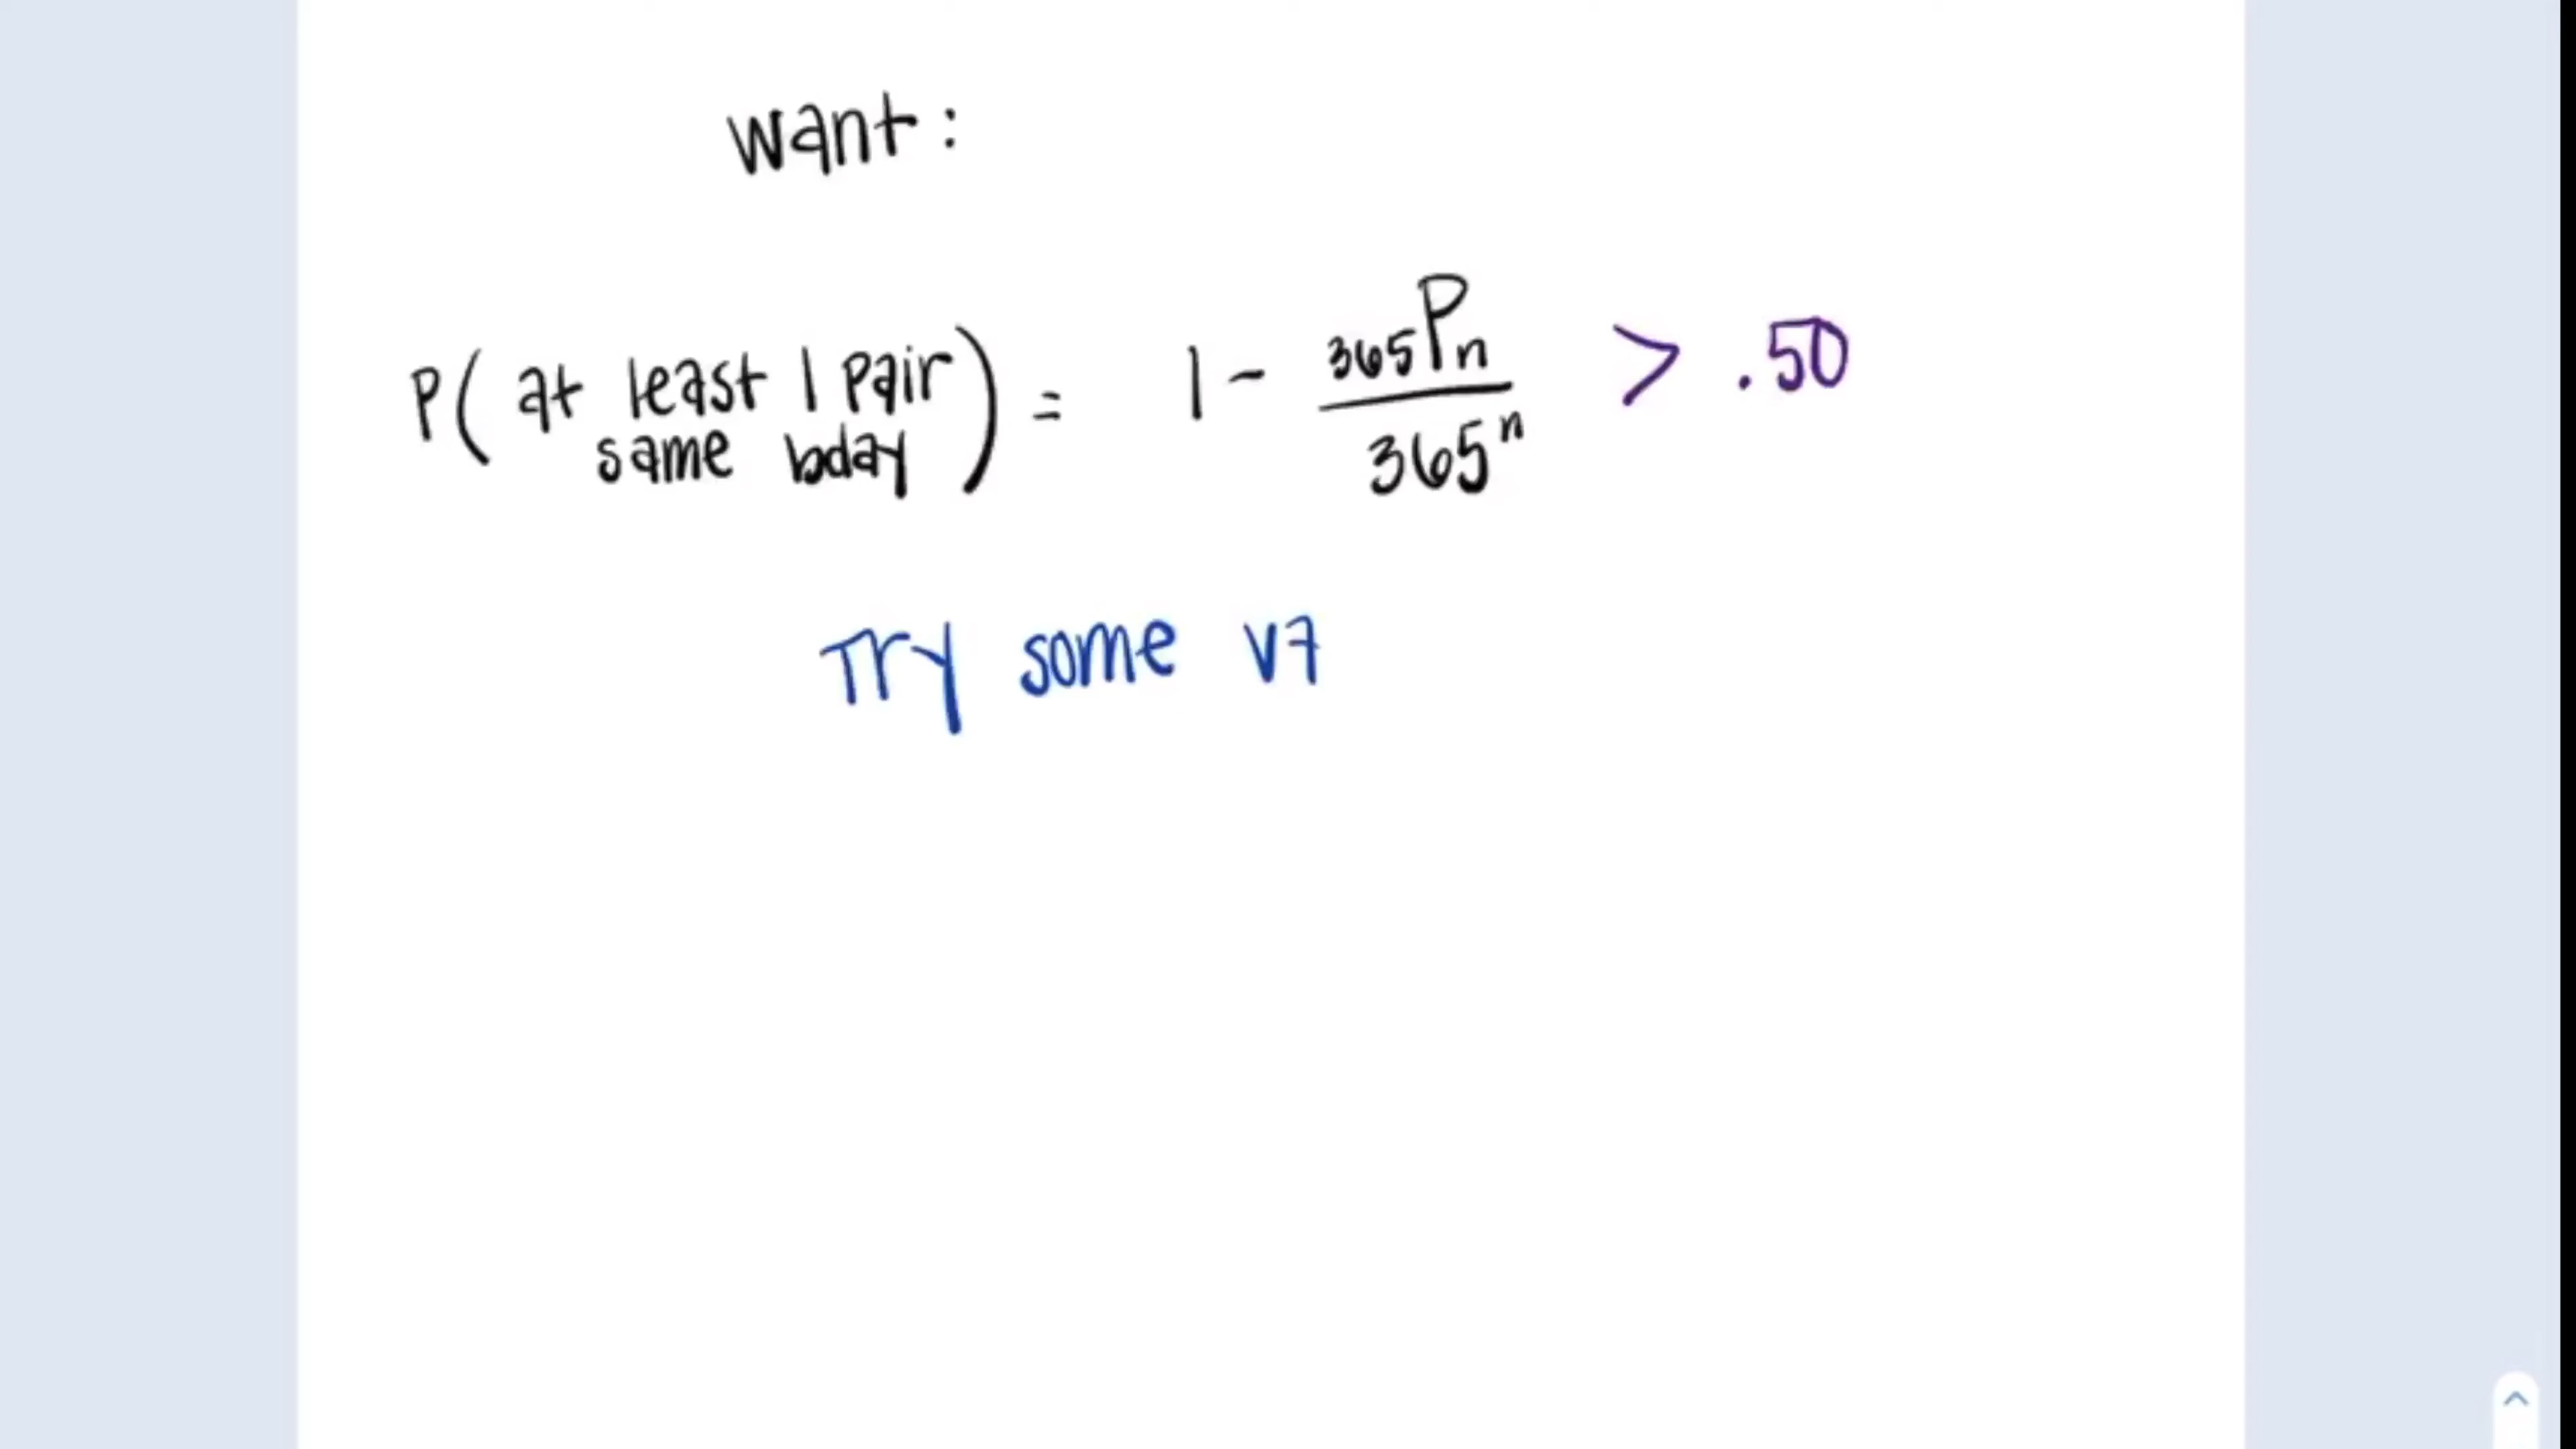 want:
P( at least 1 pair same bday ) = 1 - 365Pn / 365^n > .50
Try some